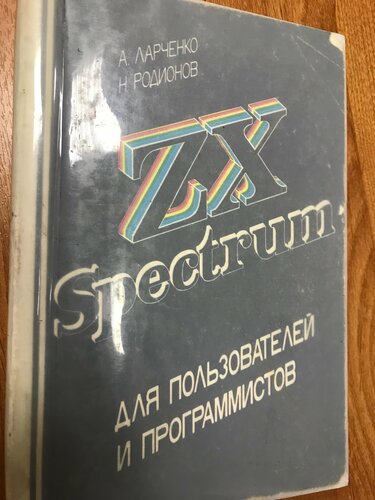 А. ЛАРЧЕНКО
Н. РОДИОНОВ
ZX
Spectrum
ДЛЯ ПОЛЬЗОВАТЕЛЕЙ
И ПРОГРАММИСТОВ